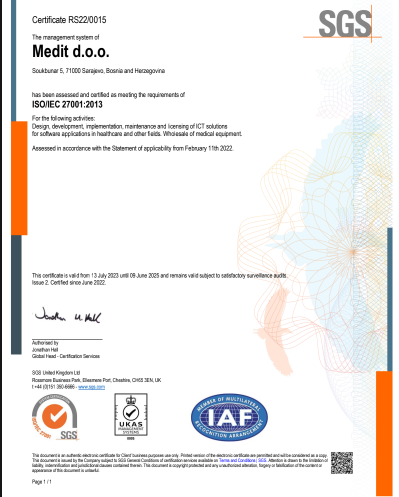 Certificate RS22/0015
SGS
The management system of
Medit d.o.o.
Soukbunar 5, 71000 Sarajevo, Bosnia and Herzegovina
has been assessed and certified as meeting the requirements of
ISO/IEC 27001:2013
For the following activities:
Design, development, implementation, maintenance and licensing of ICT solutions
for software applications in healthcare and other fields. Wholesale of medical equipment.
Assessed in accordance with the Statement of applicability from February 11th 2022.
This certificate is valid from 13 July 2023 until 09 June 2025 and remains valid subject to satisfactory surveillance audits.
Issue 2. Certified since June 2022.
Jonathan Hall
Authorised by
Jonathan Hall
Global Head - Certification Services
SGS United Kingdom Ltd
Rossmore Business Park, Ellesmere Port, Cheshire, CH65 3EN, UK
t +44 (0)151 350-6666 - www.sgs.com
ISO/IEC 27001
SGS
UKAS
MANAGEMENT
SYSTEMS
0005
MEMBER OF MULTILATERAL
IAF
RECOGNITION ARRANGEMENT
This document is an authentic electronic certificate for Client business purposes use only. Printed version of the electronic certificate are permitted and will be considered as a copy.
This document is issued by the Company subject to SGS General Conditions of certification services available on Terms and Conditions | SGS. Attention is drawn to the limitation of
liability, indemnification and jurisdictional clauses contained therein. This document is copyright protected and any unauthorized alteration, forgery or falsification of the content or
appearance of this document is unlawful.
Page 1 / 1